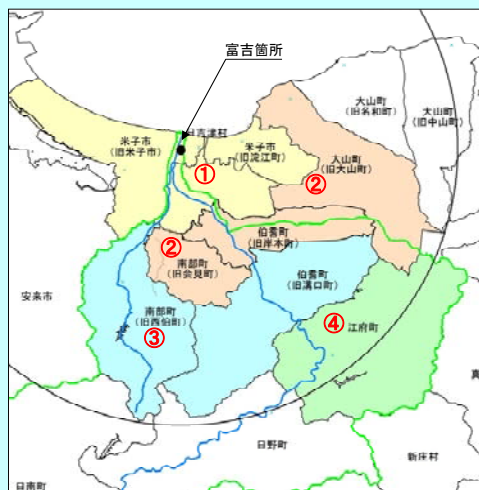 富吉箇所
大山町
(旧名和町)
大山町
(旧中山町)
米子市
(旧米子市)
日吉津村
米子市
(旧淀江町)
大山町
(旧大山町)
①
②
伯耆町
(旧岸本町)
②
南部町
(旧会見町)
伯耆町
(旧溝口町)
安来市
南部町
(旧西伯町)
③
④
江府町
日野町
新庄村
日南町
真